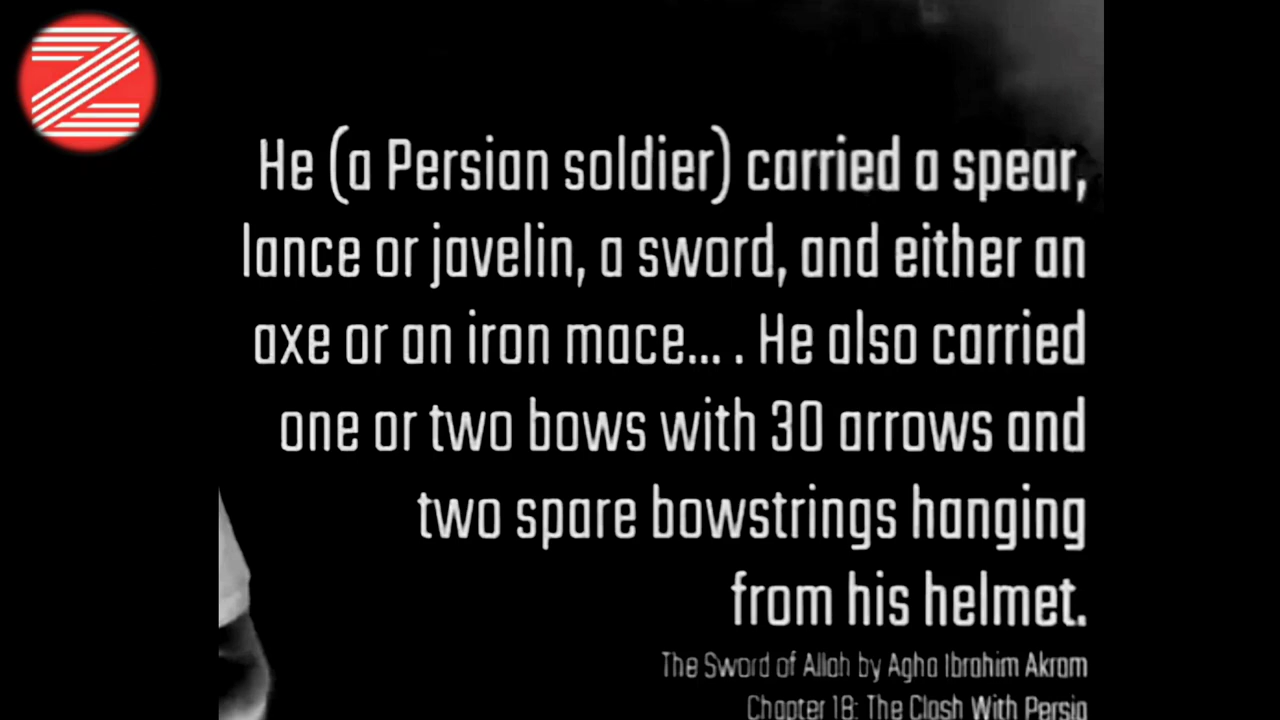 He (a Persian soldier) carried a spear,
lance or javelin, a sword, and either an
axe or an iron mace... . He also carried
one or two bows with 30 arrows and
two spare bowstrings hanging
from his helmet.
The Sword of Allah by Agha Ibrahim Akram
Chapter 18: The Clash With Persia